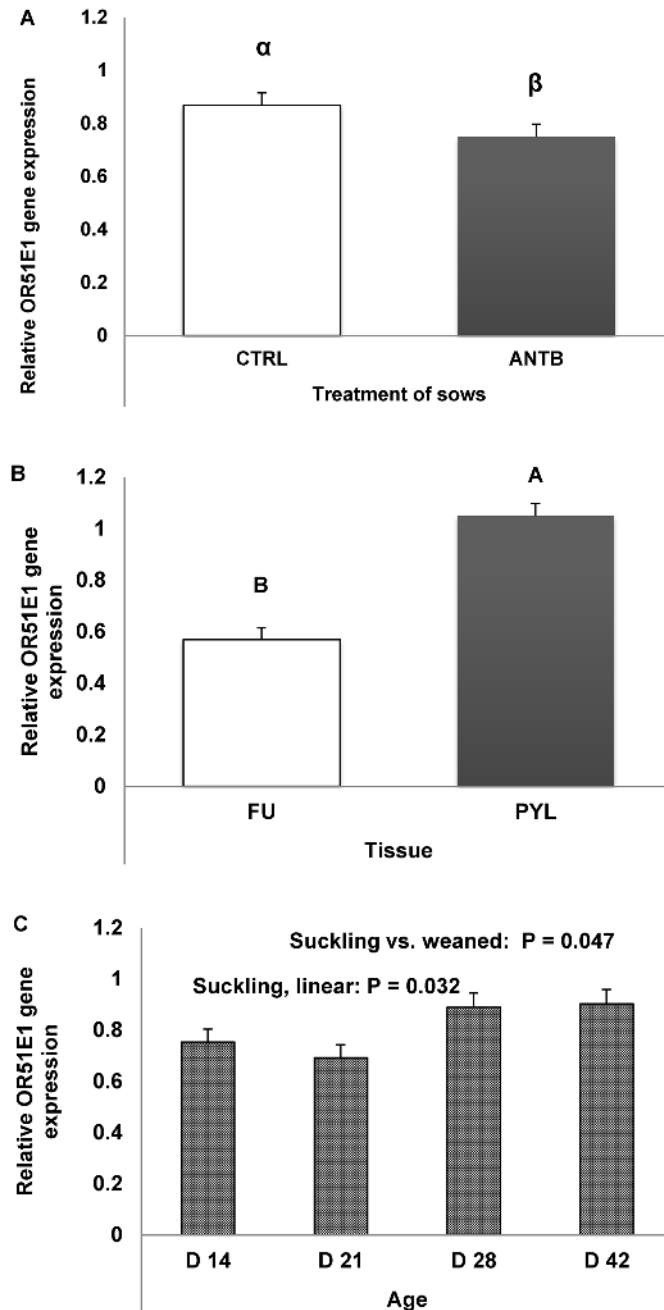 A
Relative OR51E1 gene expression
1.2
1
0.8
0.6
0.4
0.2
0
α
β
CTRL ANTB
Treatment of sows
B
Relative OR51E1 gene
expression
1.2
1
0.8
0.6
0.4
0.2
0
B
A
FU PYL
Tissue
C
Relative OR51E1 gene
expression
1.2
1
0.8
0.6
0.4
0.2
0
Suckling vs. weaned: P = 0.047
Suckling, linear: P = 0.032
D 14 D 21 D 28 D 42
Age